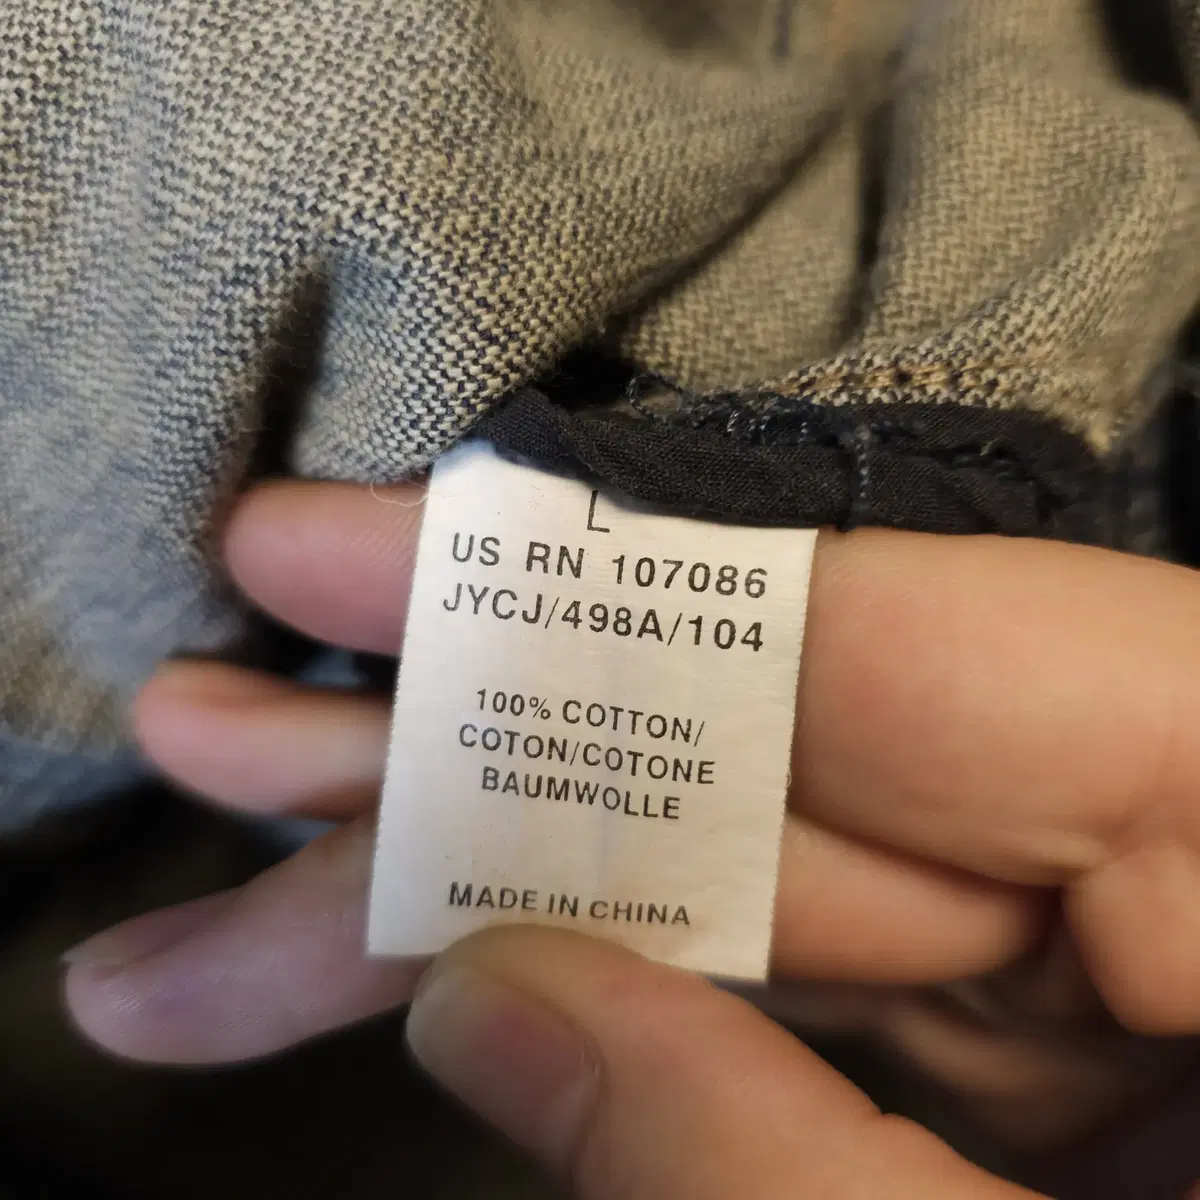 L
US RN 107086
JYCJ/498A/104
100% COTTON/
COTON/COTONE
BAUMWOLLE
MADE IN CHINA